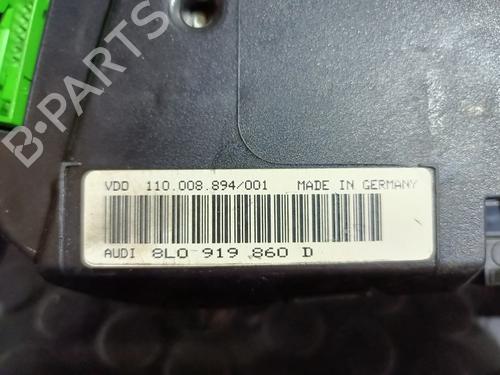 B-PARTS
VDO 110.008.894/001 MADE IN GERMANY
AUDI 8L0 919 860 D